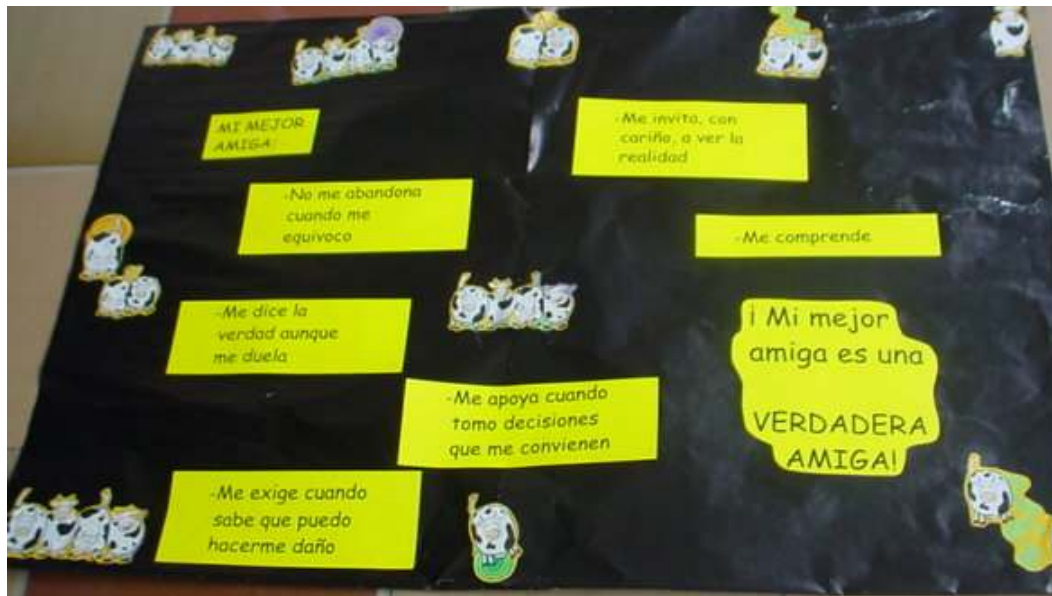 -MI MEJOR
AMIGA:
-No me abandona
cuando me
equivoco
-Me dice la
verdad aunque
me duela
-Me apoya cuando
tomo decisiones
que me convienen
-Me exige cuando
sabe que puedo
hacerme daño
-Me invita, con
cariño, a ver la
realidad
-Me comprende
¡ Mi mejor
amiga es una
VERDADERA
AMIGA!